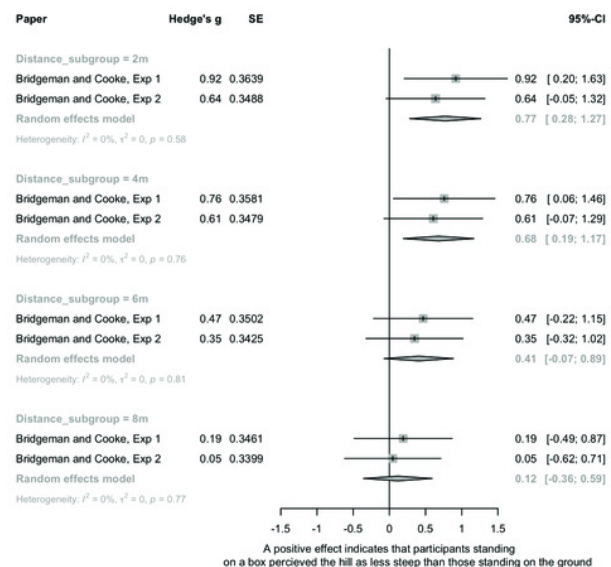 Paper Hedge's g SE 95%-CI
Distance_subgroup = 2m
Bridgeman and Cooke, Exp 1 0.92 0.3639 0.92 [ 0.20; 1.63]
Bridgeman and Cooke, Exp 2 0.64 0.3488 0.64 [-0.05; 1.32]
Random effects model 0.77 [ 0.28; 1.27]
Heterogeneity: I² = 0%, τ² = 0, p = 0.58
Distance_subgroup = 4m
Bridgeman and Cooke, Exp 1 0.76 0.3581 0.76 [ 0.06; 1.46]
Bridgeman and Cooke, Exp 2 0.61 0.3479 0.61 [-0.07; 1.29]
Random effects model 0.68 [ 0.19; 1.17]
Heterogeneity: I² = 0%, τ² = 0, p = 0.76
Distance_subgroup = 6m
Bridgeman and Cooke, Exp 1 0.47 0.3502 0.47 [-0.22; 1.15]
Bridgeman and Cooke, Exp 2 0.35 0.3425 0.35 [-0.32; 1.02]
Random effects model 0.41 [-0.07; 0.89]
Heterogeneity: I² = 0%, τ² = 0, p = 0.81
Distance_subgroup = 8m
Bridgeman and Cooke, Exp 1 0.19 0.3461 0.19 [-0.49; 0.87]
Bridgeman and Cooke, Exp 2 0.05 0.3399 0.05 [-0.62; 0.71]
Random effects model 0.12 [-0.36; 0.59]
Heterogeneity: I² = 0%, τ² = 0, p = 0.77
-1.5 -1 -0.5 0 0.5 1 1.5
A positive effect indicates that participants standing
on a box percieved the hill as less steep than those standing on the ground